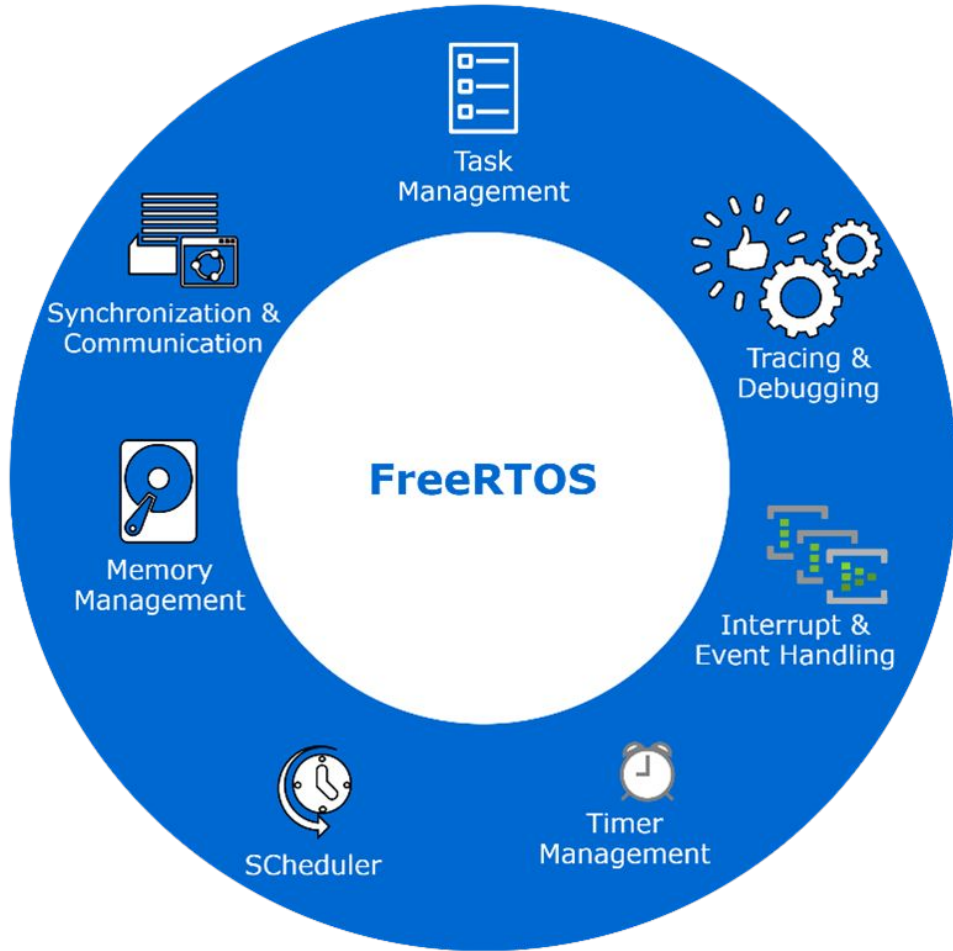 Task
Management
Synchronization &
Communication
Tracing &
Debugging
FreeRTOS
Memory
Management
Interrupt &
Event Handling
SCheduler
Timer
Management